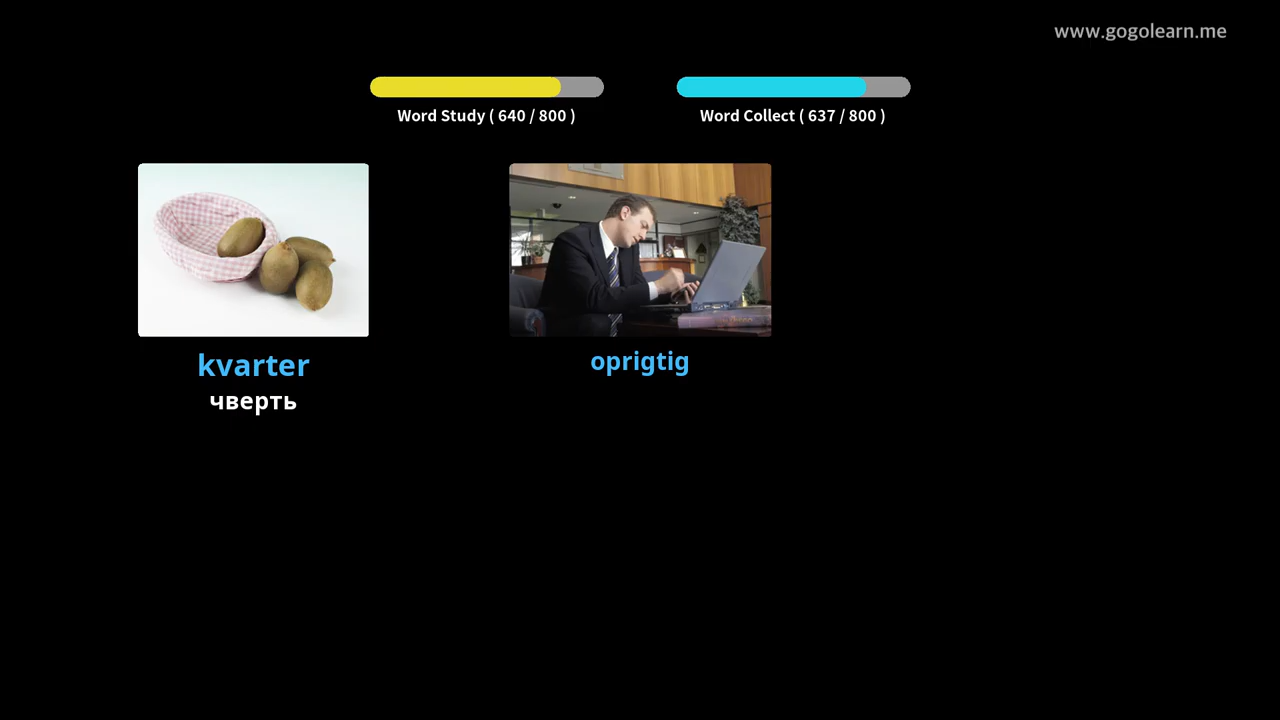 www.gogolearn.me
Word Study ( 640 / 800 )
Word Collect ( 637 / 800 )
kvarter
чверть
oprigtig